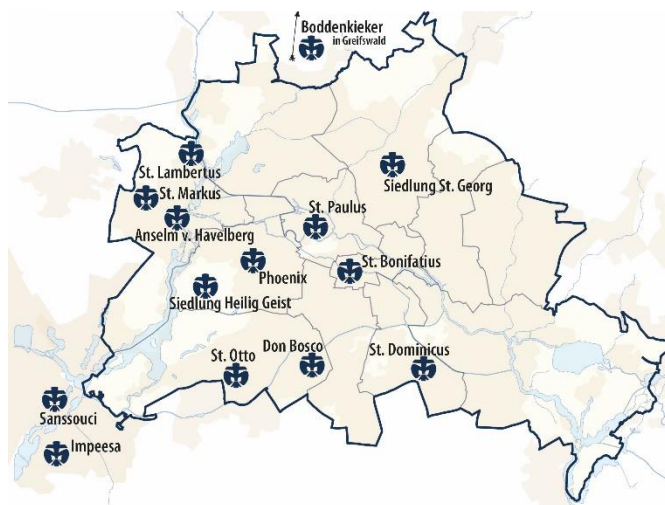 Boddenkieker
in Greifswald
St. Lambertus
Siedlung St. Georg
St. Markus
St. Paulus
Anselm v. Havelberg
St. Bonifatius
Phoenix
Siedlung Heilig Geist
Don Bosco
St. Otto
St. Dominicus
Sanssouci
Impeesa